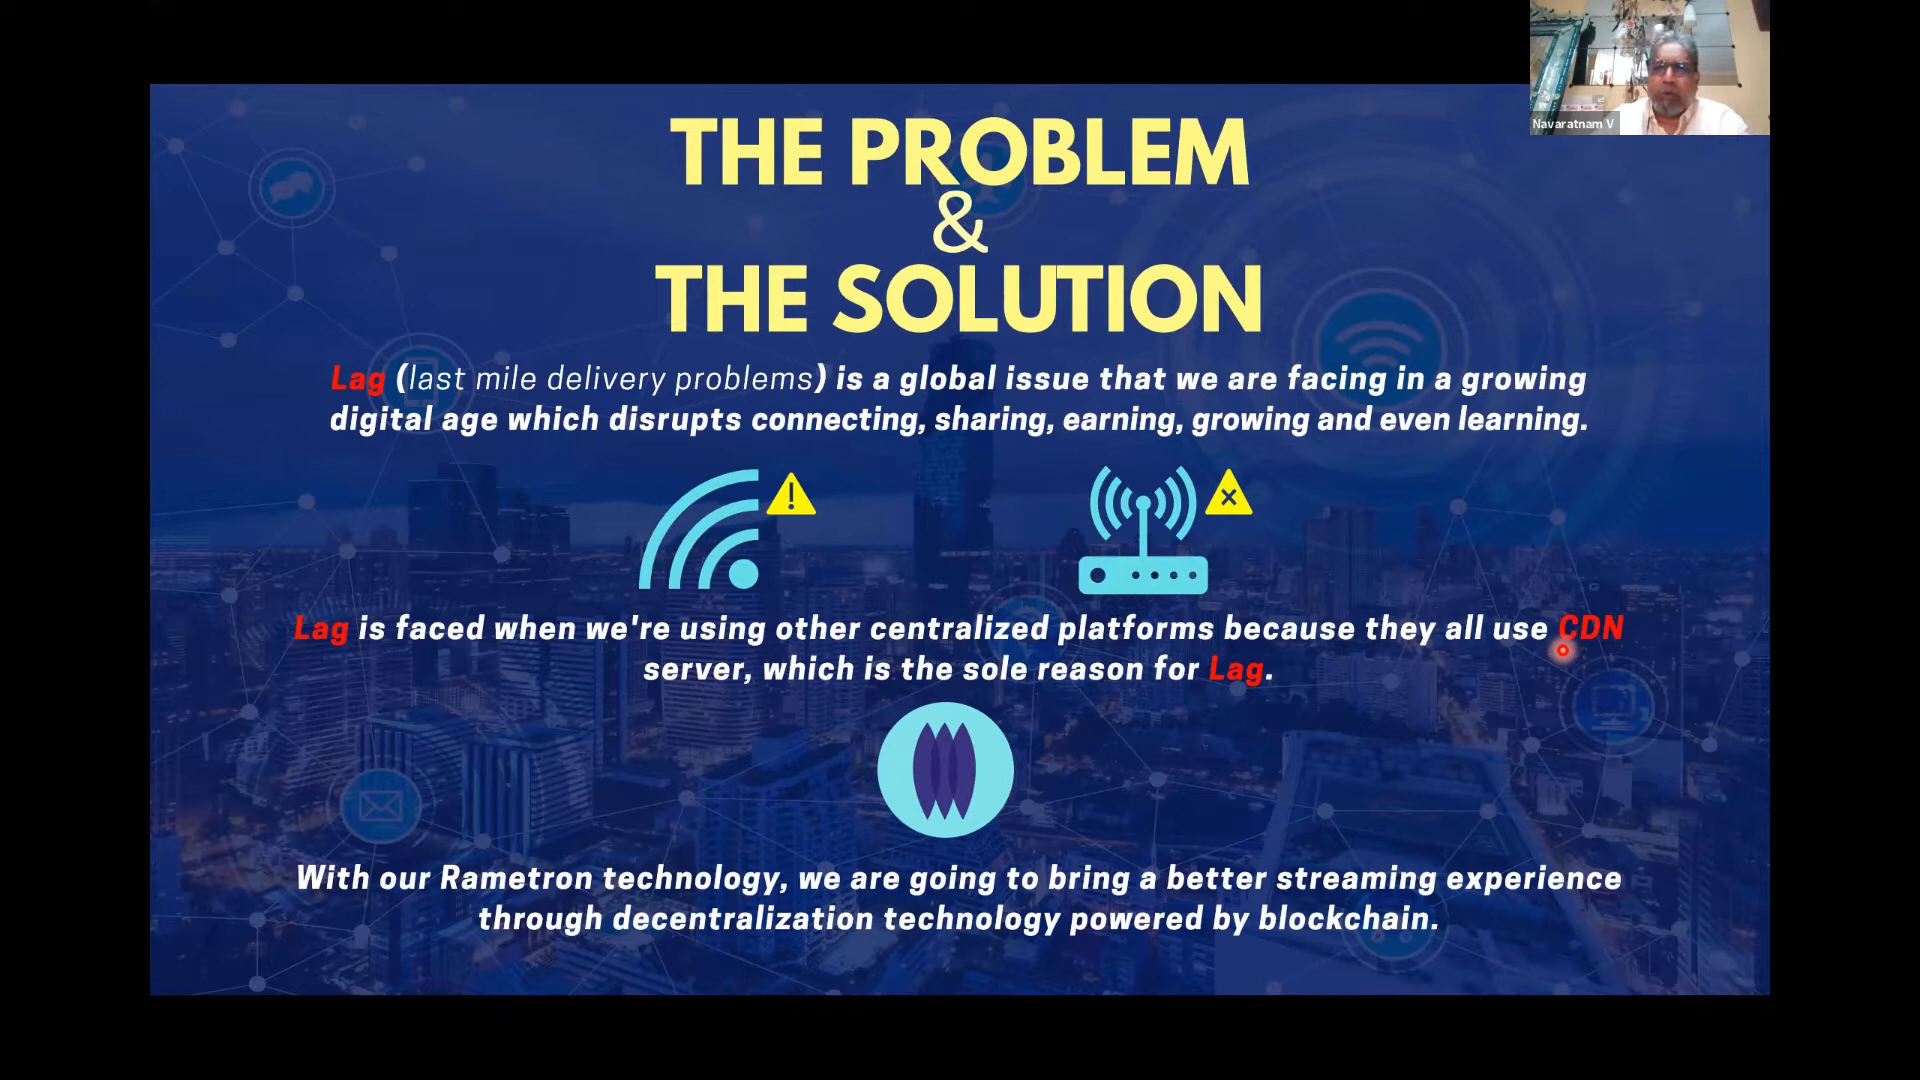 Navaratnam V
THE PROBLEM
&
THE SOLUTION
Lag (last mile delivery problems) is a global issue that we are facing in a growing
digital age which disrupts connecting, sharing, earning, growing and even learning.
Lag is faced when we're using other centralized platforms because they all use CDN
server, which is the sole reason for Lag.
With our Rametron technology, we are going to bring a better streaming experience
through decentralization technology powered by blockchain.